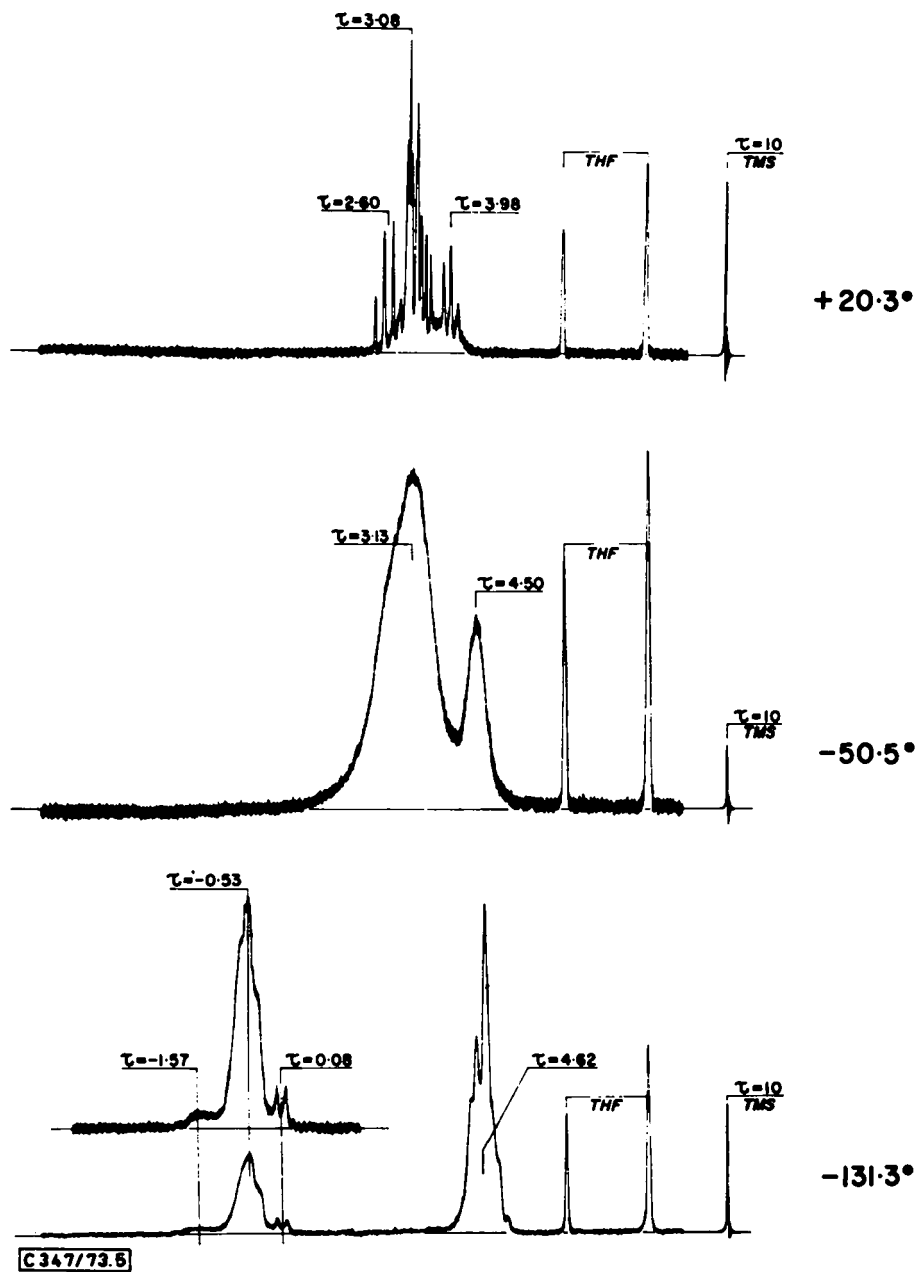 τ=3·08
τ=10
THF
TMS
τ=2·60
τ=3·98
+20·3°
τ=3·13
THF
τ=4·50
τ=10
TMS
-50·5°
τ=-0·53
τ=-1·57
τ=0·08
τ=4·62
THF
τ=10
TMS
-131·3°
C347/73.5